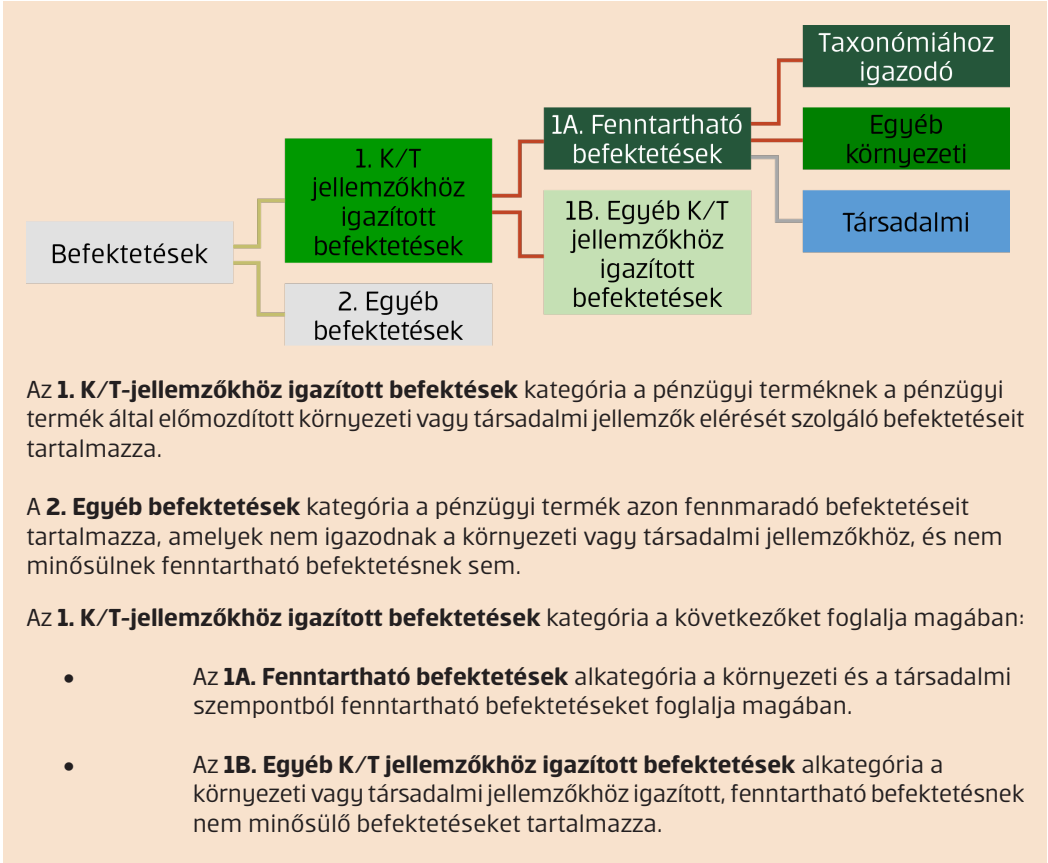 Taxonómiához
igazodó
1A. Fenntartható
befektetések
Egyéb
környezeti
1. K/T
jellemzőkhöz
igazított
befektetések
1B. Egyéb K/T
jellemzőkhöz
igazított
befektetések
Társadalmi
Befektetések
2. Egyéb
befektetések
Az 1. K/T-jellemzőkhöz igazított befektések kategória a pénzügyi terméknek a pénzügyi
termék által előmozdított környezeti vagy társadalmi jellemzők elérését szolgáló befektetéseit
tartalmazza.
A 2. Egyéb befektetések kategória a pénzügyi termék azon fennmaradó befektetéseit
tartalmazza, amelyek nem igazodnak a környezeti vagy társadalmi jellemzőkhöz, és nem
minősülnek fenntartható befektetésnek sem.
Az 1. K/T-jellemzőkhöz igazított befektetések kategória a következőket foglalja magában:
• Az 1A. Fenntartható befektetések alkategória a környezeti és a társadalmi
szempontból fenntartható befektetéseket foglalja magában.
• Az 1B. Egyéb K/T jellemzőkhöz igazított befektetések alkategória a
környezeti vagy társadalmi jellemzőkhöz igazított, fenntartható befektetésnek
nem minősülő befektetéseket tartalmazza.